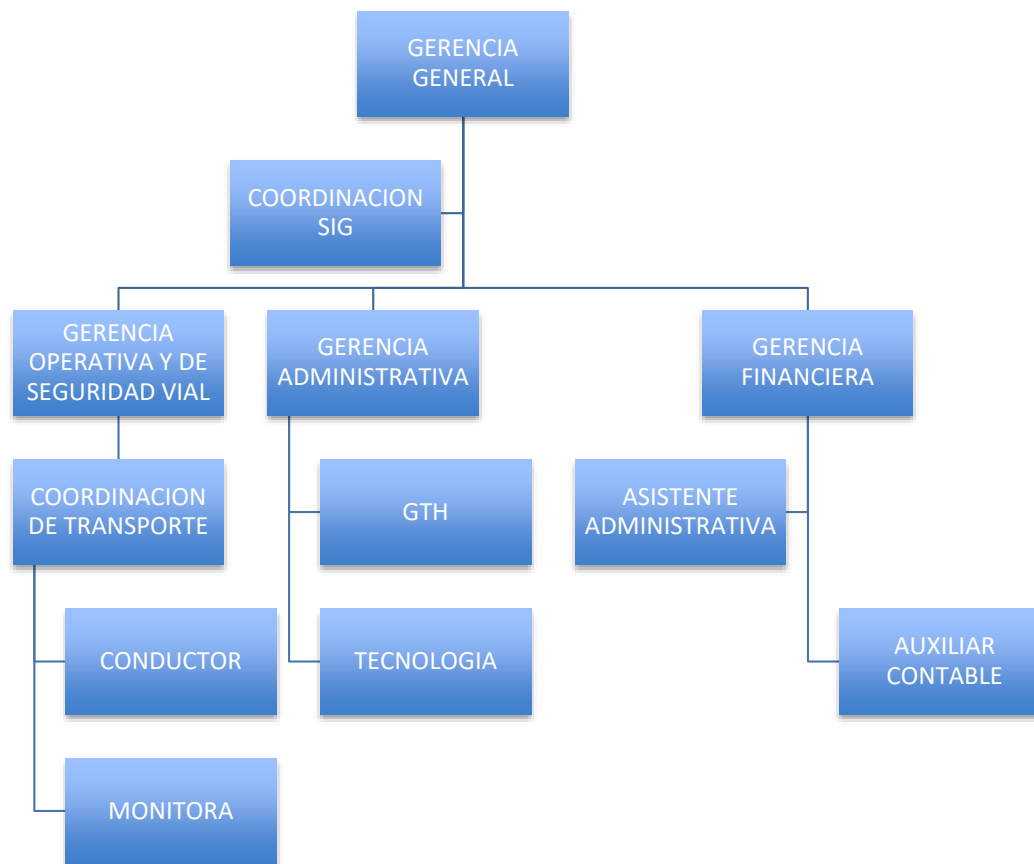 GERENCIA
GENERAL
COORDINACION
SIG
GERENCIA
OPERATIVA Y DE
SEGURIDAD VIAL
GERENCIA
ADMINISTRATIVA
GERENCIA
FINANCIERA
COORDINACION
DE TRANSPORTE
GTH
ASISTENTE
ADMINISTRATIVA
CONDUCTOR
TECNOLOGIA
AUXILIAR
CONTABLE
MONITORA